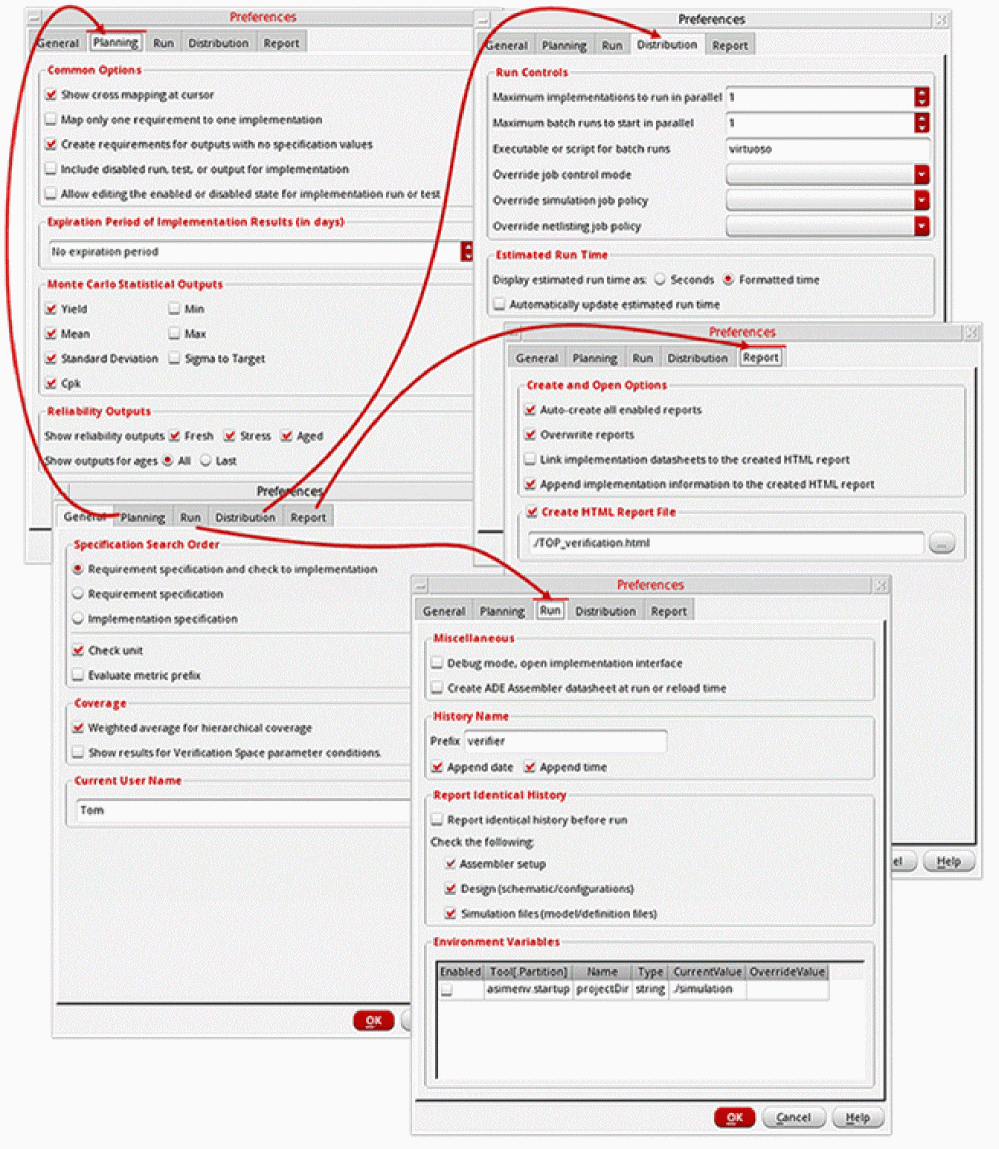 Preferences
General Planning Run Distribution Report
Common Options
Show cross mapping at cursor
Map only one requirement to one implementation
Create requirements for outputs with no specification values
Include disabled run, test, or output for implementation
Allow editing the enabled or disabled state for implementation run or test
Expiration Period of Implementation Results (in days)
No expiration period
Monte Carlo Statistical Outputs
Yield Min
Mean Max
Standard Deviation Sigma to Target
Cpk
Reliability Outputs
Show reliability outputs Fresh Stress Aged
Show outputs for ages All Last
Preferences
General Planning Run Distribution Report
Run Controls
Maximum implementations to run in parallel 1
Maximum batch runs to start in parallel 1
Executable or script for batch runs virtuoso
Override job control mode
Override simulation job policy
Override netlisting job policy
Estimated Run Time
Display estimated run time as: Seconds Formatted time
Automatically update estimated run time
Preferences
General Planning Run Distribution Report
Create and Open Options
Auto-create all enabled reports
Overwrite reports
Link implementation datasheets to the created HTML report
Append implementation information to the created HTML report
Create HTML Report File
./TOP_verification.html
...
el Help
Preferences
General Planning Run Distribution Report
Specification Search Order
Requirement specification and check to implementation
Requirement specification
Implementation specification
Check unit
Evaluate metric prefix
Coverage
Weighted average for hierarchical coverage
Show results for Verification Space parameter conditions
Current User Name
Tom
OK
Preferences
General Planning Run Distribution Report
Miscellaneous
Debug mode, open implementation interface
Create ADE Assembler datasheet at run or reload time
History Name
Prefix verifier
Append date Append time
Report Identical History
Report identical history before run
Check the following:
Assembler setup
Design (schematic/configurations)
Simulation files (model/definition files)
Environment Variables
Enabled Tool[.Partition] Name Type CurrentValue OverrideValue
asimenv.startup projectDir string ./simulation
OK Cancel Help